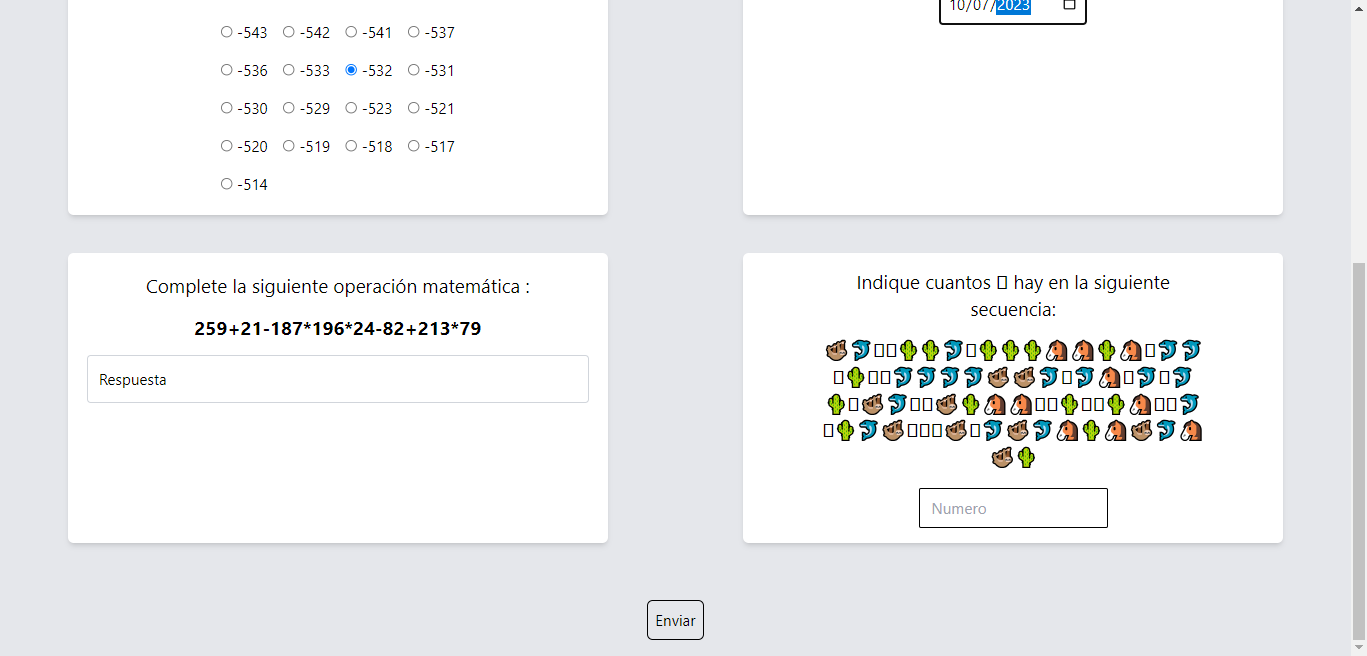 -543 -542 -541 -537
-536 -533 -532 -531
-530 -529 -523 -521
-520 -519 -518 -517
-514
10/07/2023
Complete la siguiente operación matemática :
259+21-187*196*24-82+213*79
Respuesta
Indique cuantos ▯ hay en la siguiente
secuencia:
🦥🐬▯▯🌵🌵🐬▯🌵🌵🌵🐴🐴🌵🐴▯🐬🐬
▯🌵▯▯🐬🐬🐬🐬🦥🦥🐬▯🐬🐴▯🐬▯🐬
🌵▯🦥🐬▯▯🦥🌵🐴🐴▯▯🌵▯▯🌵🐴▯▯🐬
▯🌵🐬🦥▯▯▯🦥▯🐬🦥🐬🐴🌵🐴🦥🐬🐴
🦥🌵
Numero
Enviar